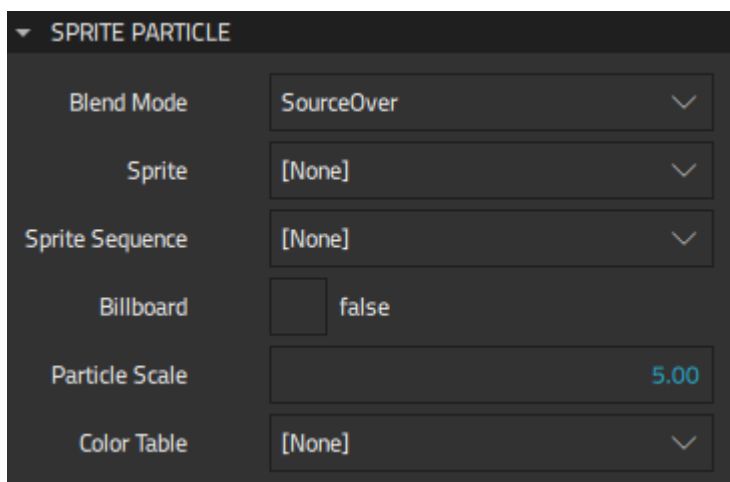 SPRITE PARTICLE
Blend Mode SourceOver
Sprite [None]
Sprite Sequence [None]
Billboard false
Particle Scale 5.00
Color Table [None]